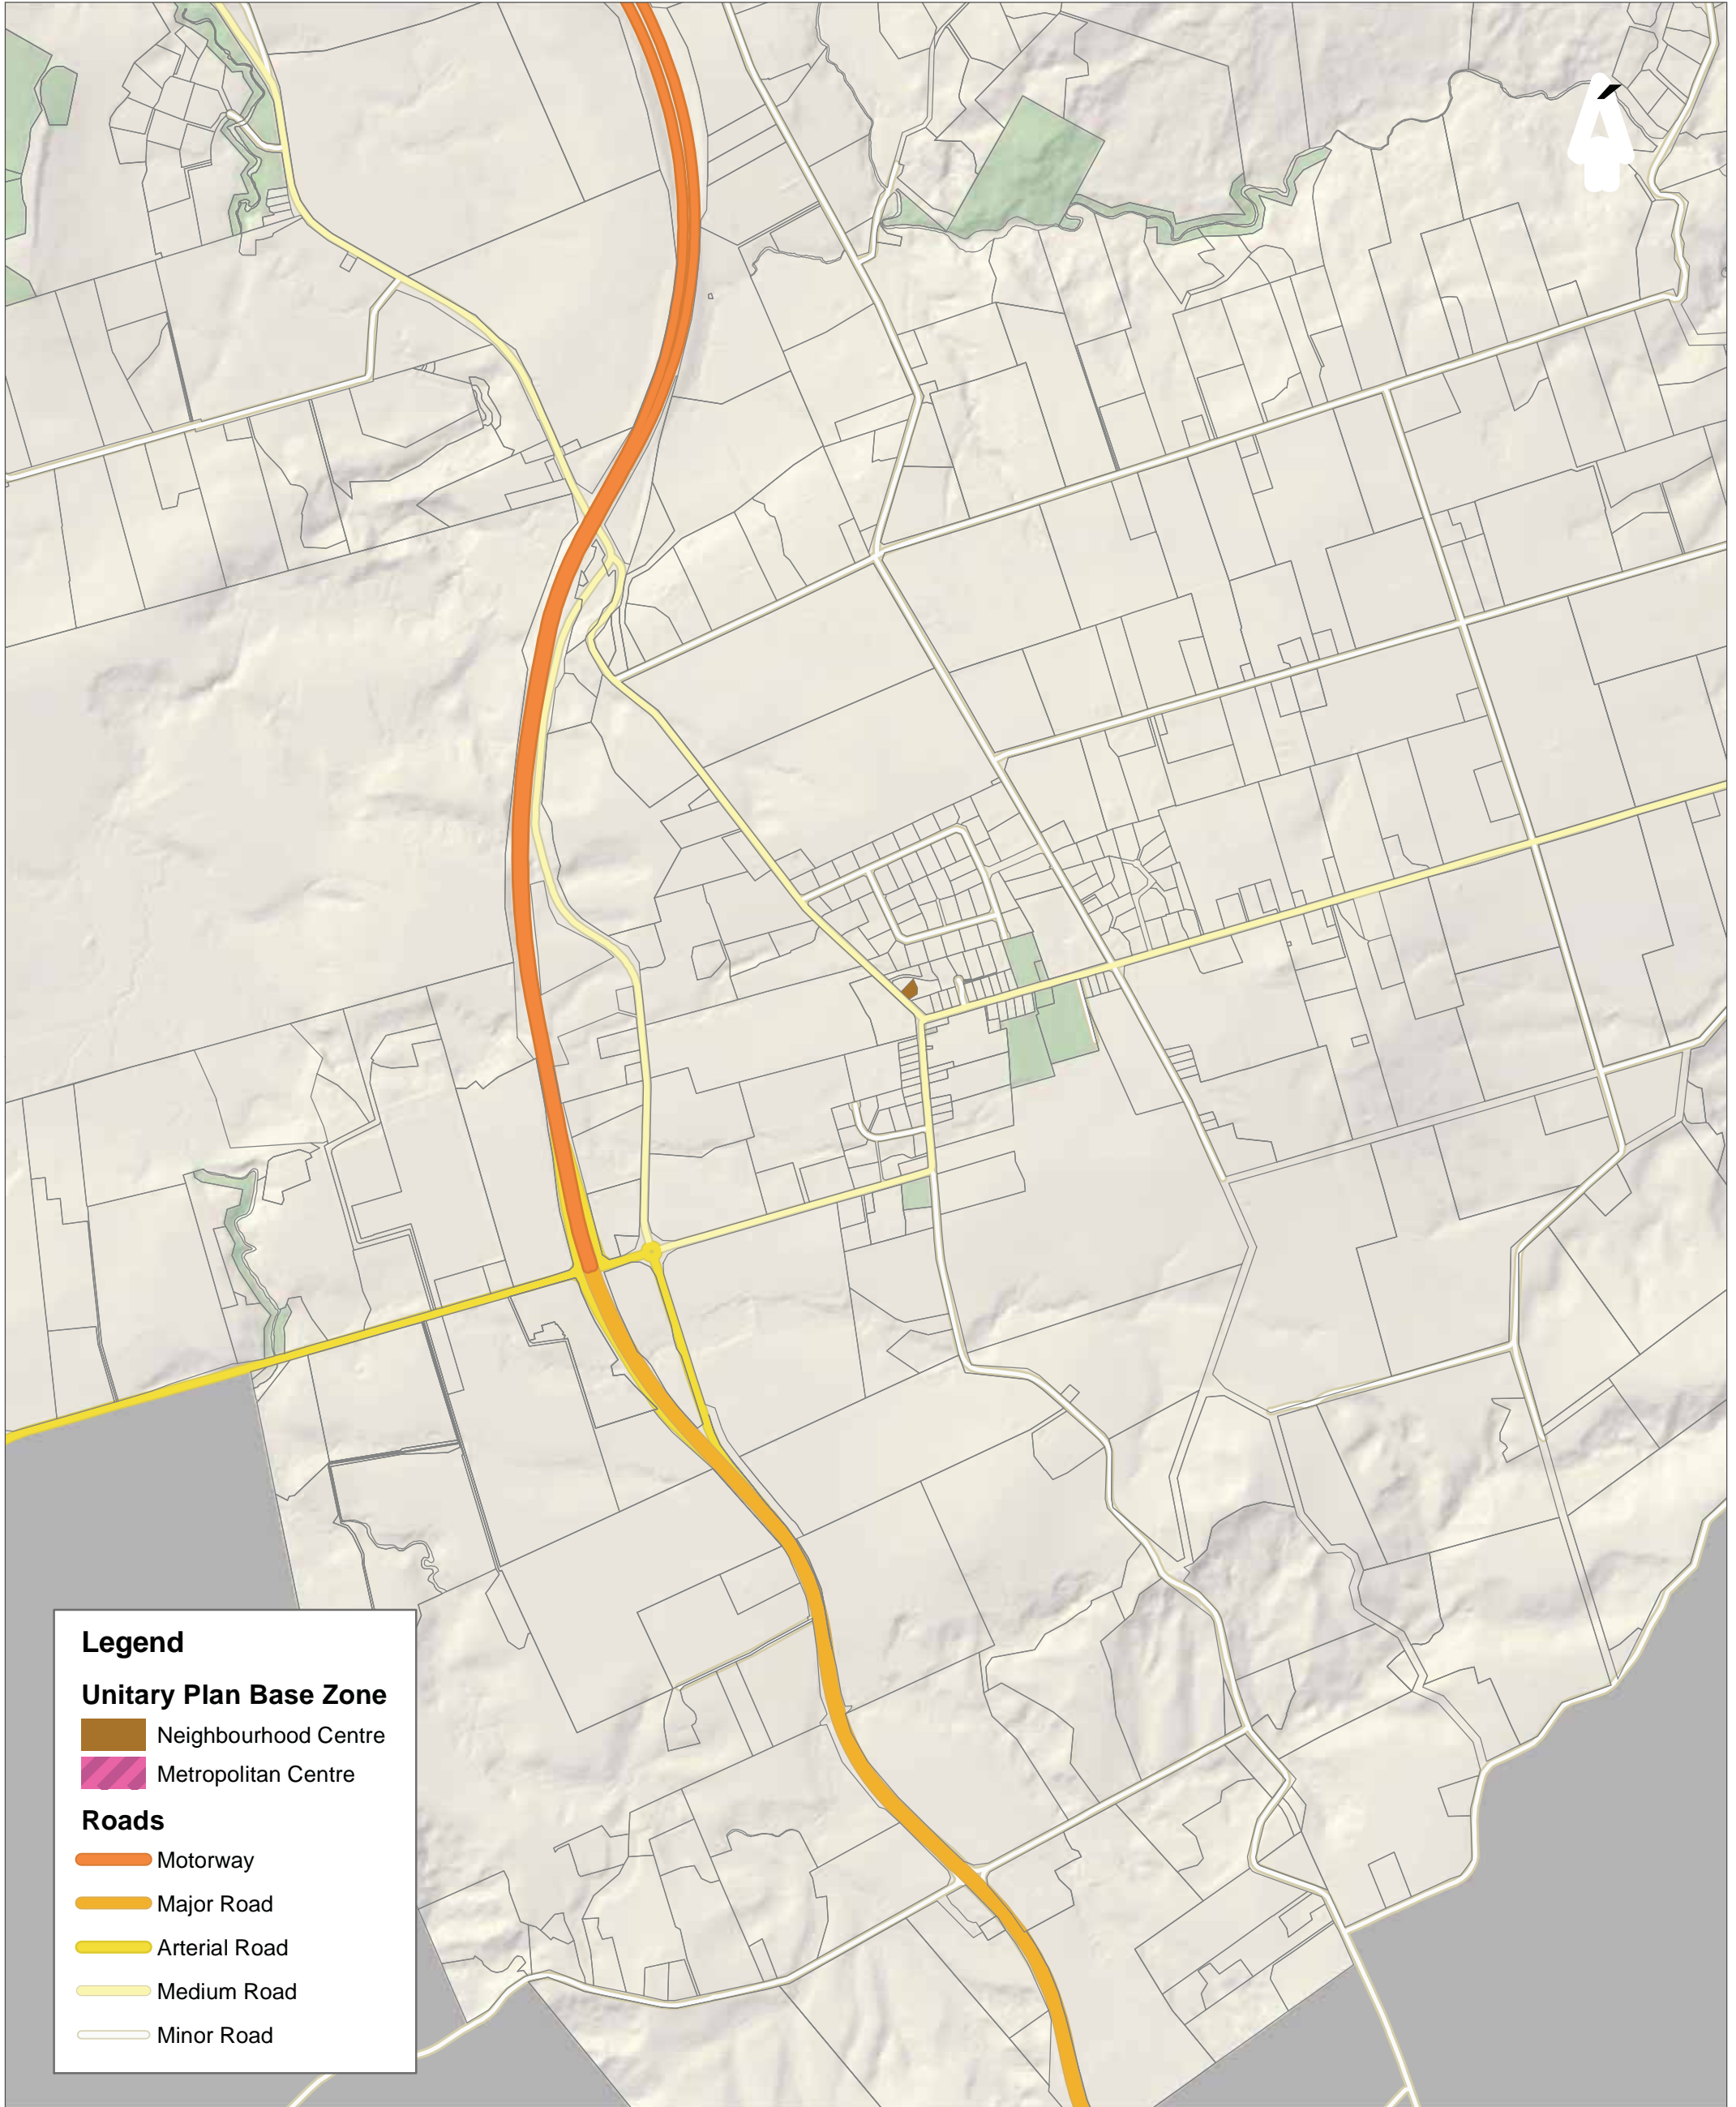 Legend
Unitary Plan Base Zone
Neighbourhood Centre
Metropolitan Centre
Roads
Motorway
Major Road
Arterial Road
Medium Road
Minor Road